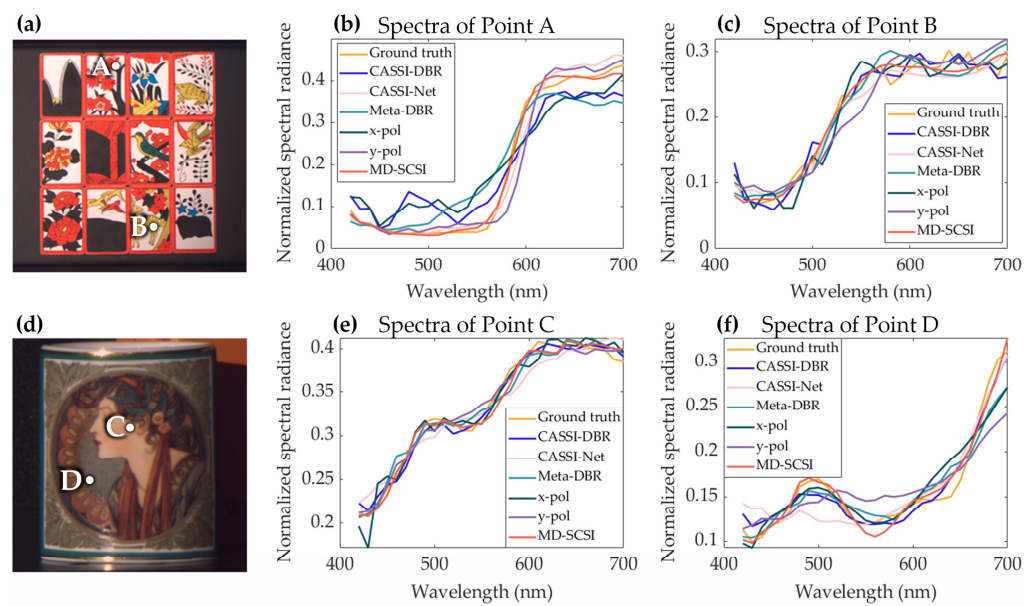 (a)
A
B
(b) Spectra of Point A
Normalized spectral radiance
0.4
0.3
0.2
0.1
0
Ground truth
CASSI-DBR
CASSI-Net
Meta-DBR
x-pol
y-pol
MD-SCSI
400 500 600 700
Wavelength (nm)
(c) Spectra of Point B
Normalized spectral radiance
0.3
0.2
0.1
0
Ground truth
CASSI-DBR
CASSI-Net
Meta-DBR
x-pol
y-pol
MD-SCSI
400 500 600 700
Wavelength (nm)
(d)
C
D
(e) Spectra of Point C
Normalized spectral radiance
0.4
0.35
0.3
0.25
0.2
Ground truth
CASSI-DBR
CASSI-Net
Meta-DBR
x-pol
y-pol
MD-SCSI
400 500 600 700
Wavelength (nm)
(f) Spectra of Point D
Normalized spectral radiance
0.3
0.25
0.2
0.15
0.1
Ground truth
CASSI-DBR
CASSI-Net
Meta-DBR
x-pol
y-pol
MD-SCSI
400 500 600 700
Wavelength (nm)